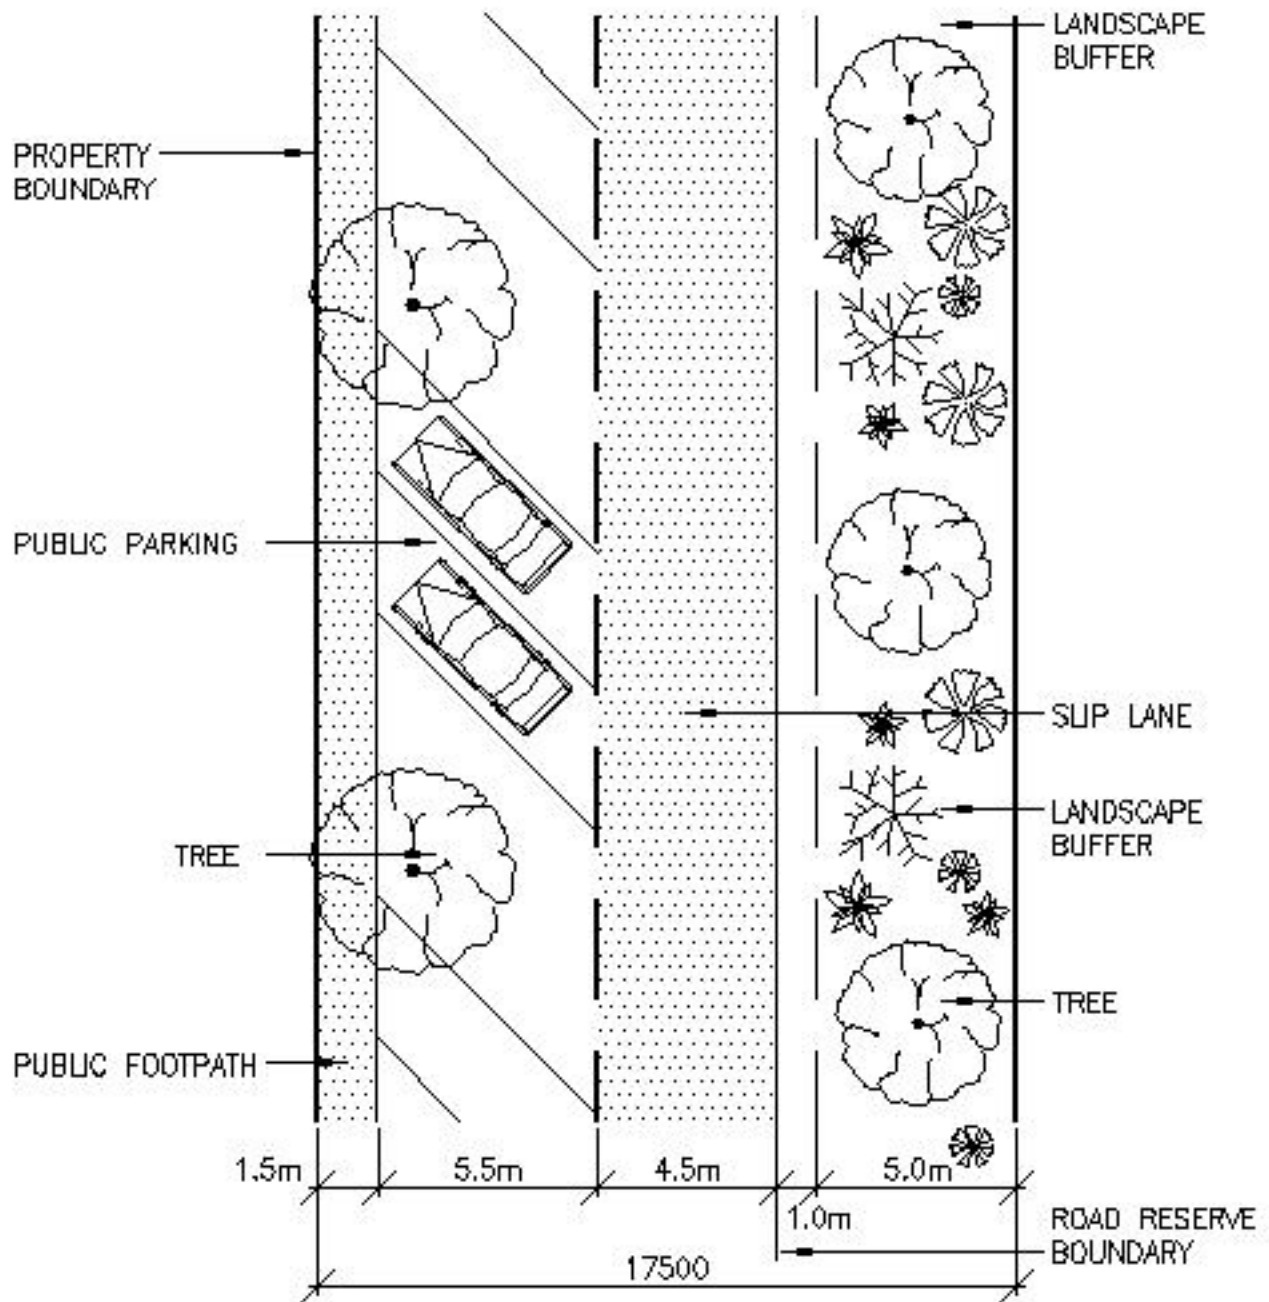 LANDSCAPE
BUFFER
PROPERTY
BOUNDARY
PUBLIC PARKING
SLIP LANE
LANDSCAPE
BUFFER
TREE
TREE
PUBLIC FOOTPATH
1.5m
5.5m
4.5m
5.0m
1.0m
ROAD RESERVE
BOUNDARY
17500